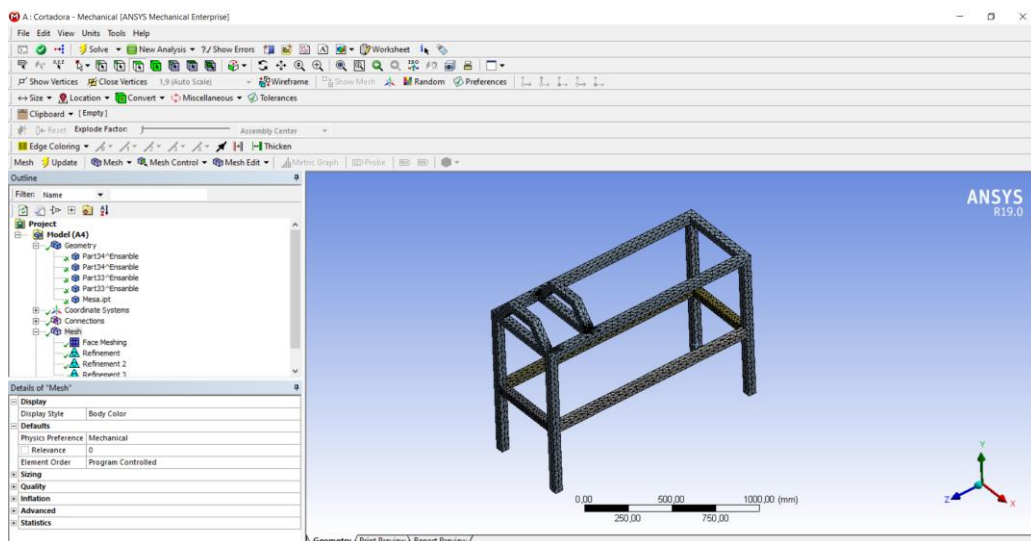 A : Cortadora - Mechanical [ANSYS Mechanical Enterprise]
File Edit View Units Tools Help
Solve New Analysis ?/ Show Errors A Worksheet
ISO
Show Vertices Close Vertices 1,9 (Auto Scale) Wireframe Show Mesh Random Preferences
Size Location Convert Miscellaneous Tolerances
Clipboard [Empty]
Reset Explode Factor: Assembly Center
Edge Coloring Thicken
Mesh Update Mesh Mesh Control Mesh Edit Metric Graph Probe
Outline
Filter: Name
Project
Model (A4)
Geometry
Part34^Ensanble
Part34^Ensanble
Part33^Ensanble
Part33^Ensanble
Mesa.ipt
Coordinate Systems
Connections
Mesh
Face Meshing
Refinement
Refinement 2
Refinement 3
Details of "Mesh"
Display
Display Style Body Color
Defaults
Physics Preference Mechanical
Relevance 0
Element Order Program Controlled
Sizing
Quality
Inflation
Advanced
Statistics
ANSYS
R19.0
0,00 500,00 1000,00 (mm)
250,00 750,00
Y
Z X
Geometry Print Preview Report Preview